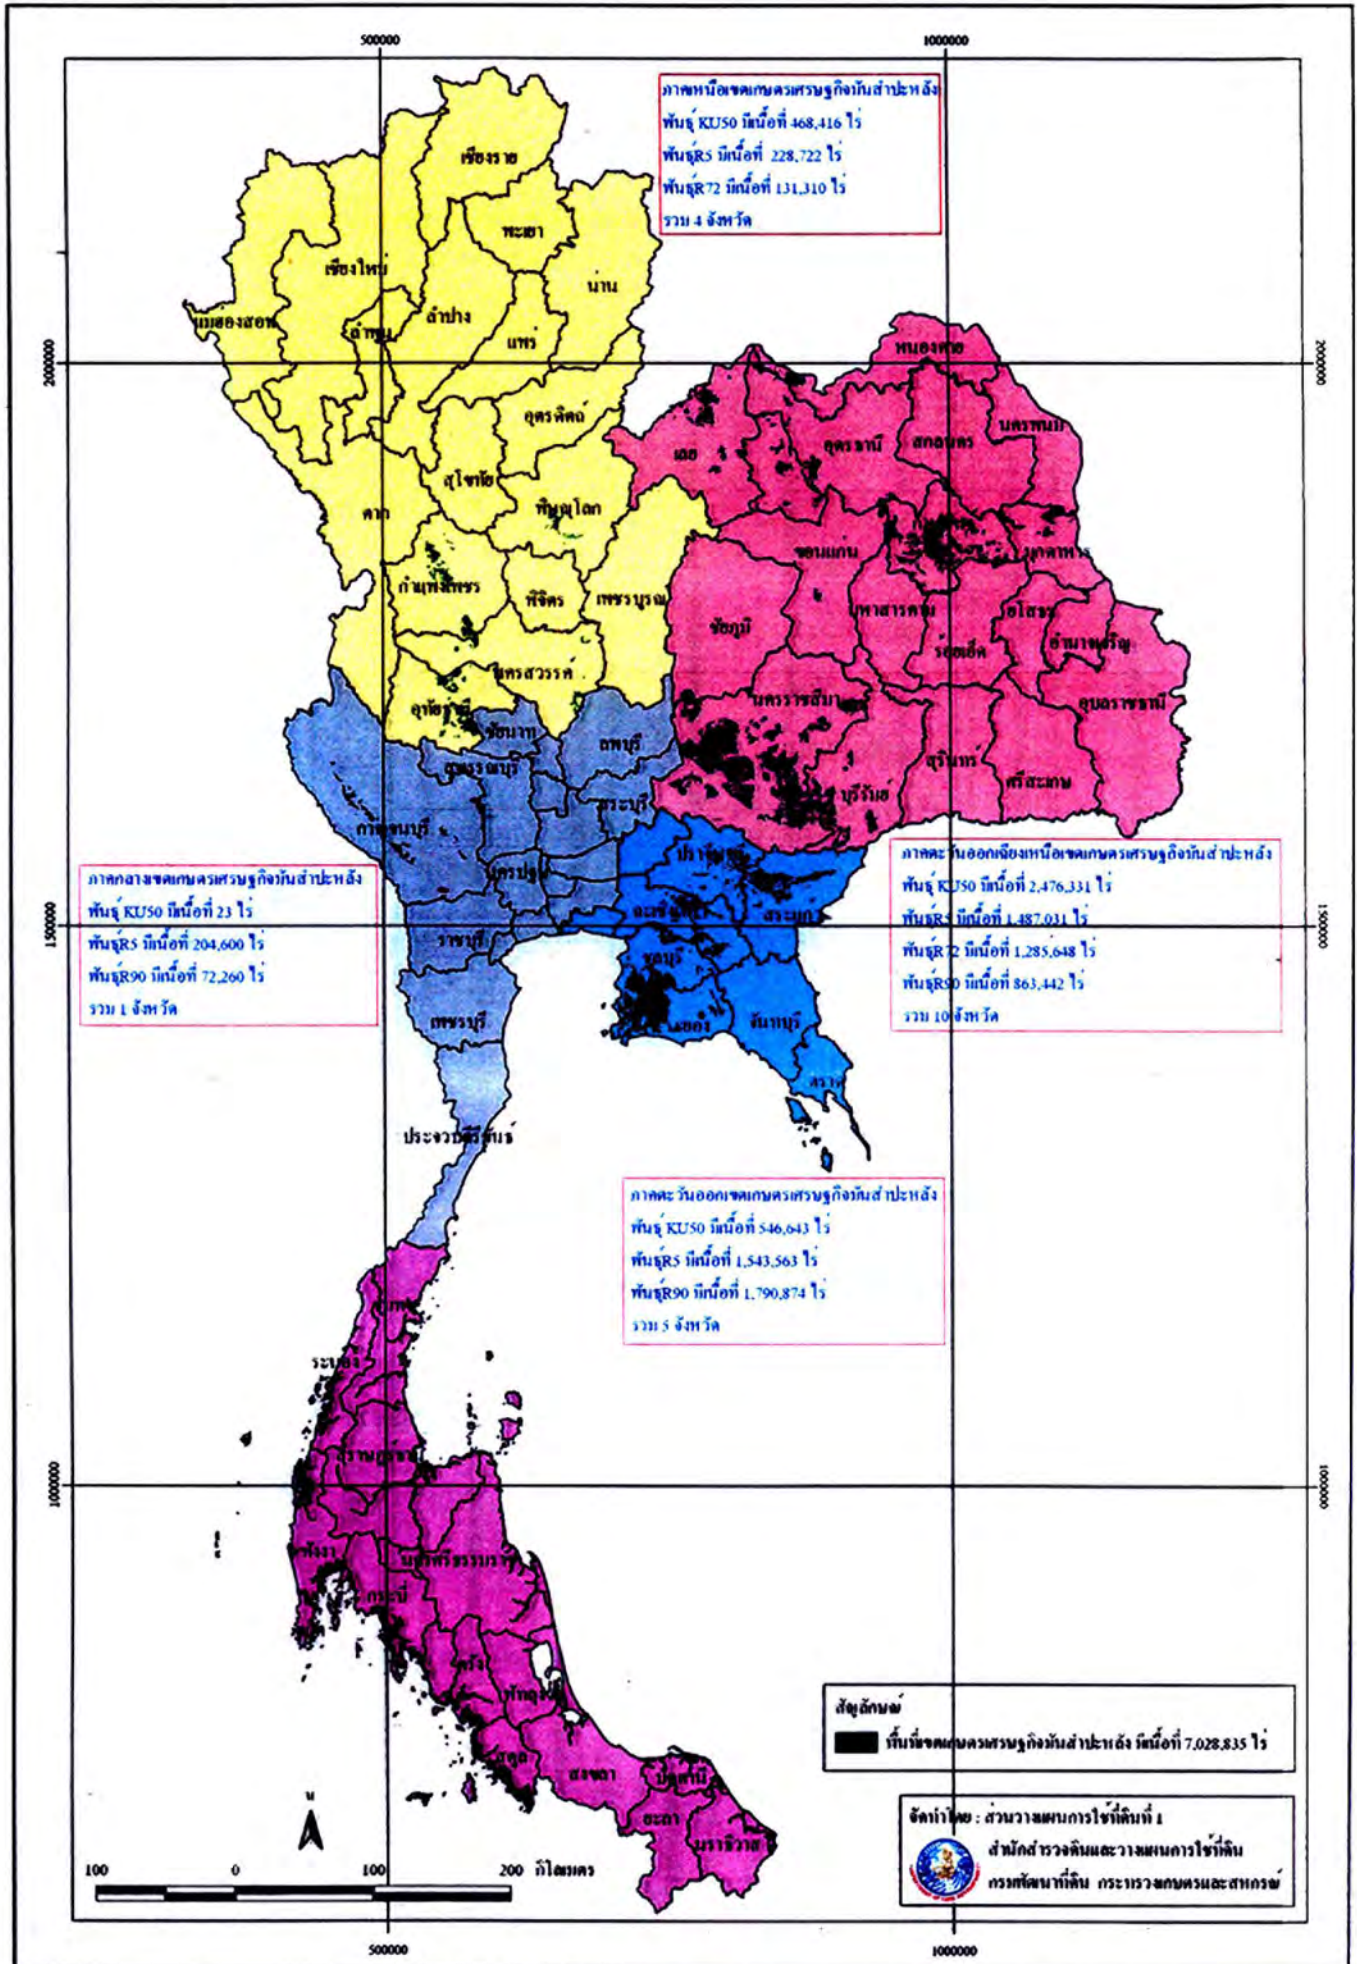 500000
1000000
ภาคเหนือเขตเกษตรเศรษฐกิจมันสำปะหลัง
พันธุ์ KU50 มีเนื้อที่ 468,416 ไร่
พันธุ์R5 มีเนื้อที่ 228,722 ไร่
พันธุ์R72 มีเนื้อที่ 131,310 ไร่
รวม 4 จังหวัด
เชียงราย
พะเยา
เชียงใหม่
น่าน
แม่ฮ่องสอน
ลำพูน
ลำปาง
แพร่
2000000
2000000
หนองคาย
อุตรดิตถ์
เลย
อุดรธานี
สกลนคร
นครพนม
ตาก
สุโขทัย
พิษณุโลก
ขอนแก่น
มุกดาหาร
กำแพงเพชร
พิจิตร
เพชรบูรณ์
ชัยภูมิ
มหาสารคาม
ร้อยเอ็ด
ยโสธร
อำนาจเจริญ
นครสวรรค์
อุทัยธานี
ชัยนาท
ลพบุรี
นครราชสีมา
อุบลราชธานี
สุพรรณบุรี
สระบุรี
บุรีรัมย์
สุรินทร์
ศรีสะเกษ
กาญจนบุรี
นครปฐม
ปราจีนบุรี
ฉะเชิงเทรา
สระแก้ว
ภาคกลางเขตเกษตรเศรษฐกิจมันสำปะหลัง
พันธุ์ KU50 มีเนื้อที่ 23 ไร่
พันธุ์R5 มีเนื้อที่ 204,600 ไร่
พันธุ์R90 มีเนื้อที่ 72,260 ไร่
รวม 1 จังหวัด
ภาคตะวันออกเฉียงเหนือเขตเกษตรเศรษฐกิจมันสำปะหลัง
พันธุ์ KU50 มีเนื้อที่ 2,476,331 ไร่
พันธุ์R5 มีเนื้อที่ 1,487,031 ไร่
พันธุ์R72 มีเนื้อที่ 1,285,648 ไร่
พันธุ์R90 มีเนื้อที่ 863,442 ไร่
รวม 10 จังหวัด
1500000
1500000
ราชบุรี
ชลบุรี
เพชรบุรี
ระยอง
จันทบุรี
ตราด
ประจวบคีรีขันธ์
ภาคตะวันออกเขตเกษตรเศรษฐกิจมันสำปะหลัง
พันธุ์ KU50 มีเนื้อที่ 546,643 ไร่
พันธุ์R5 มีเนื้อที่ 1,543,563 ไร่
พันธุ์R90 มีเนื้อที่ 1,790,874 ไร่
รวม 5 จังหวัด
ชุมพร
ระนอง
สุราษฎร์ธานี
1000000
1000000
พังงา
นครศรีธรรมราช
กระบี่
ตรัง
พัทลุง
สตูล
สงขลา
ปัตตานี
ยะลา
นราธิวาส
สัญลักษณ์
พื้นที่เขตเกษตรเศรษฐกิจมันสำปะหลัง มีเนื้อที่ 7,028,835 ไร่
จัดทำโดย : ส่วนวางแผนการใช้ที่ดินที่ 1
สำนักสำรวจดินและวางแผนการใช้ที่ดิน
กรมพัฒนาที่ดิน กระทรวงเกษตรและสหกรณ์
N
100 0 100 200 กิโลเมตร
500000
1000000